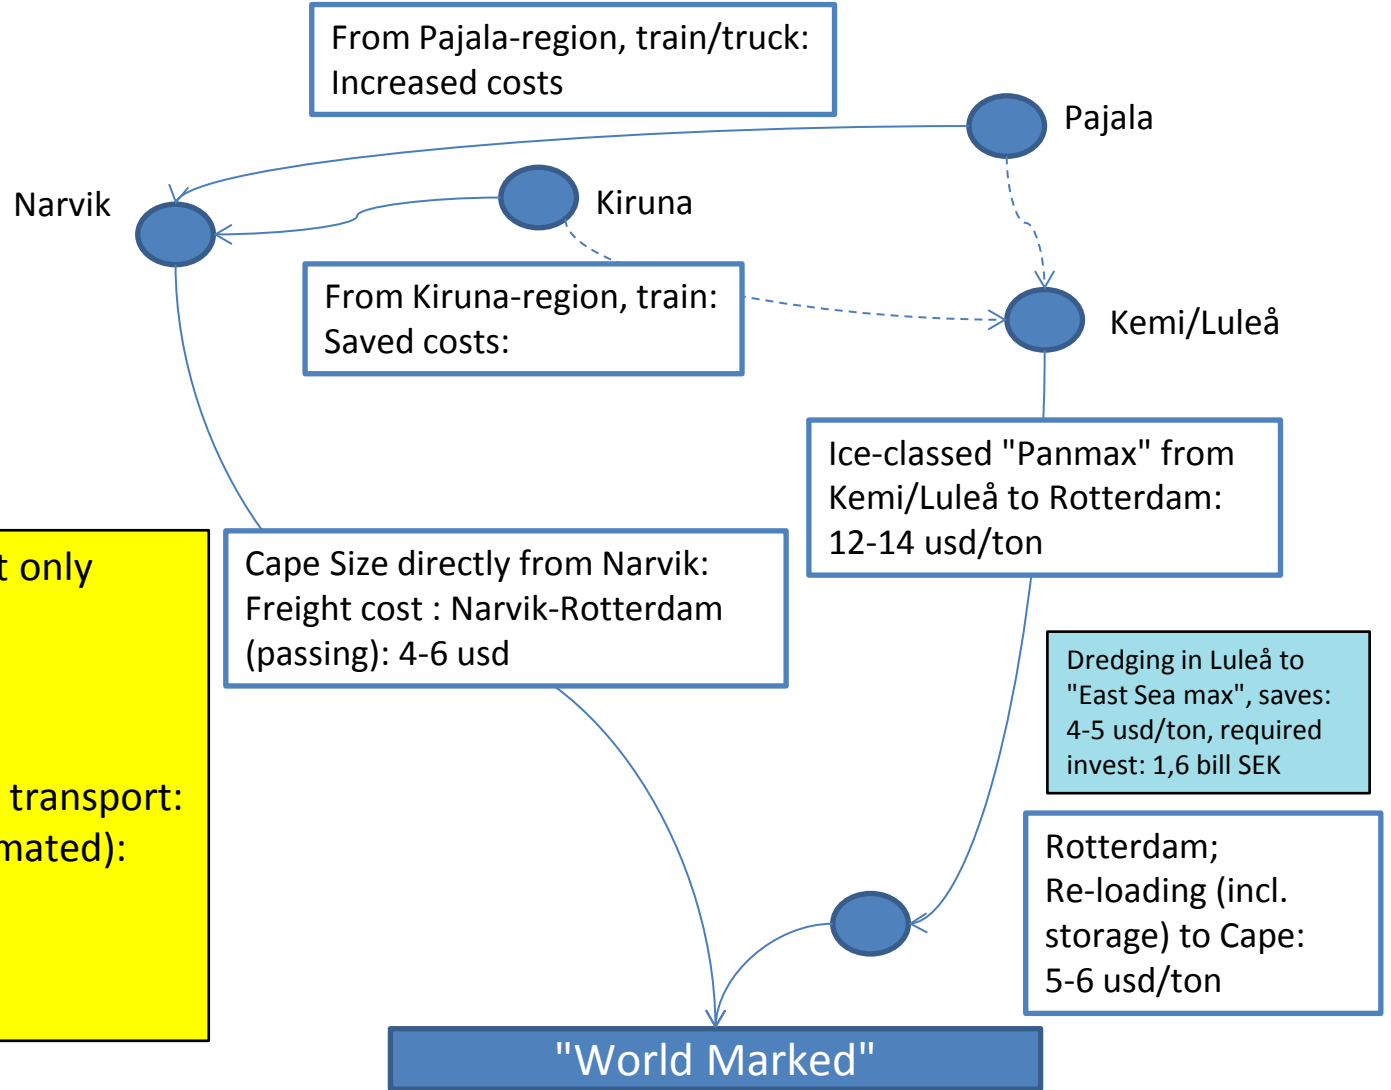 From Pajala-region, train/truck:
Increased costs
Pajala
Narvik
Kiruna
From Kiruna-region, train:
Saved costs:
Kemi/Luleå
Ice-classed "Panmax" from
Kemi/Luleå to Rotterdam:
12-14 usd/ton
Cape Size directly from Narvik:
Freight cost : Narvik-Rotterdam
(passing): 4-6 usd
only
transport:
Dredging in Luleå to
"East Sea max", saves:
4-5 usd/ton, required
invest: 1,6 bill SEK
Rotterdam;
Re-loading (incl.
storage) to Cape:
5-6 usd/ton
"World Marked"